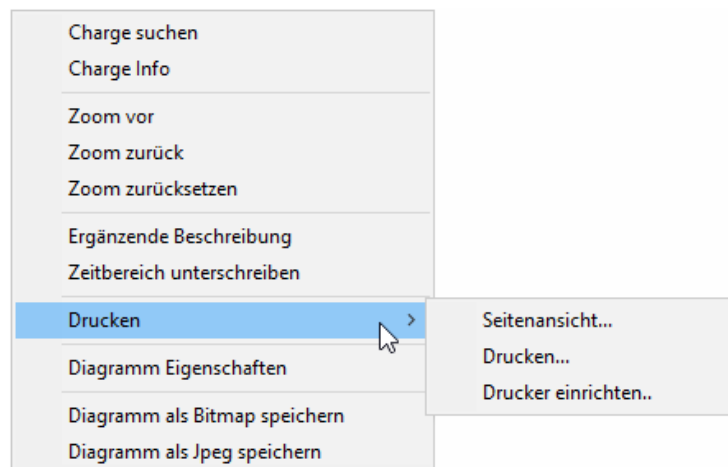 Charge suchen
Charge Info
Zoom vor
Zoom zurück
Zoom zurücksetzen
Ergänzende Beschreibung
Zeitbereich unterschreiben
Drucken
Seitenansicht...
Drucken...
Drucker einrichten..
Diagramm Eigenschaften
Diagramm als Bitmap speichern
Diagramm als Jpeg speichern